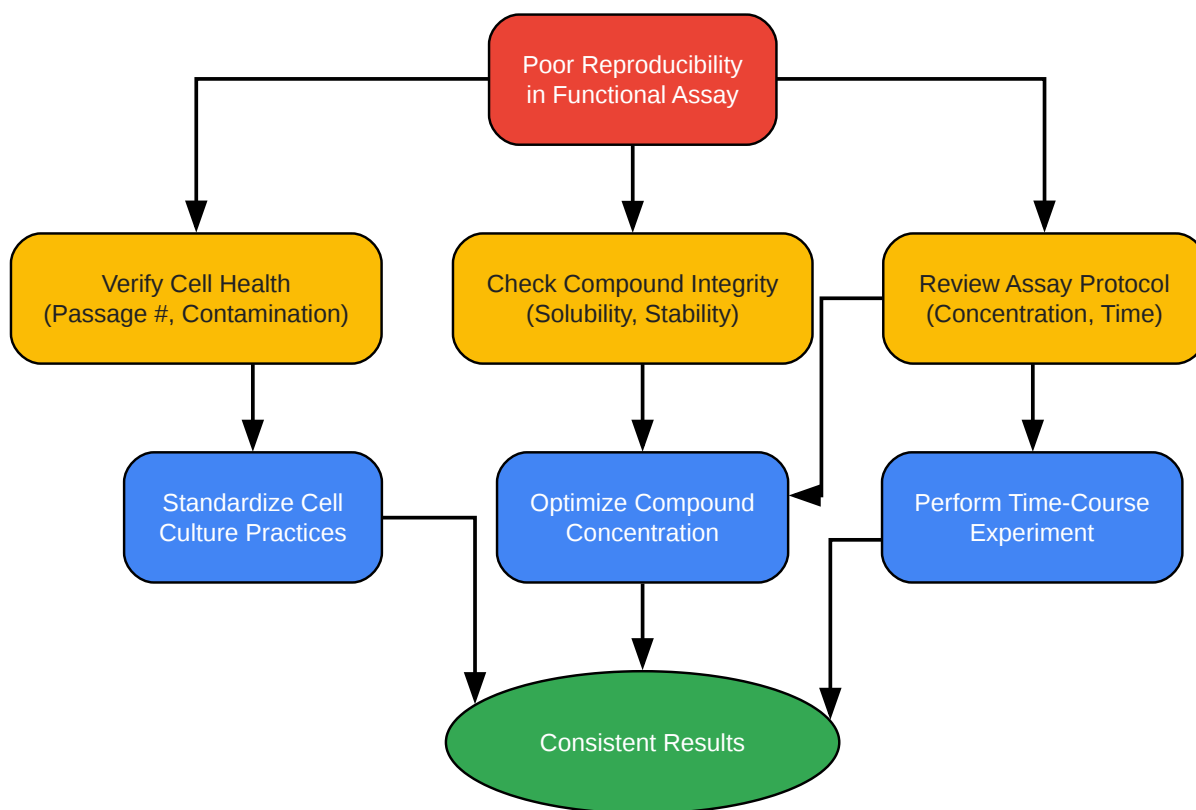 Poor Reproducibility
in Functional Assay
Verify Cell Health
(Passage #, Contamination)
Check Compound Integrity
(Solubility, Stability)
Review Assay Protocol
(Concentration, Time)
Standardize Cell
Culture Practices
Optimize Compound
Concentration
Perform Time-Course
Experiment
Consistent Results